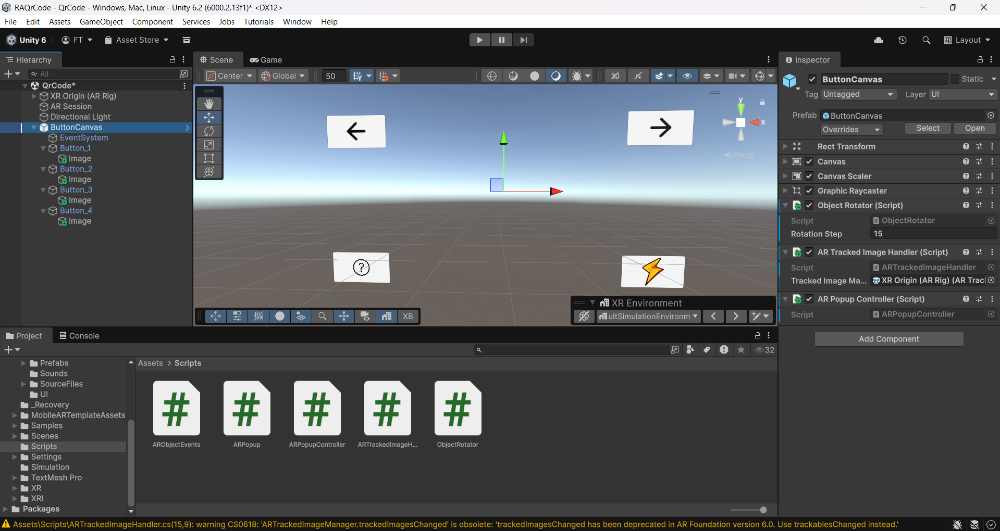 RAQrCode - QrCode - Windows, Mac, Linux - Unity 6.2 (6000.2.13f1)* <DX12>
File Edit Assets GameObject Component Services Jobs Tutorials Window Help
Unity 6 FT Asset Store Layout
Hierarchy
All
QrCode*
XR Origin (AR Rig)
AR Session
Directional Light
ButtonCanvas
EventSystem
Button_1
Image
Button_2
Image
Button_3
Image
Button_4
Image
Scene Game
Center Global 50 2D
y
x
Persp
?
XR Environment
ultSimulationEnvironm
XB
Inspector
ButtonCanvas Static
Tag Untagged Layer UI
Prefab ButtonCanvas
Overrides Select Open
Rect Transform
Canvas
Canvas Scaler
Graphic Raycaster
Object Rotator (Script)
Script ObjectRotator
Rotation Step 15
AR Tracked Image Handler (Script)
Script ARTrackedImageHandler
Tracked Image Ma... XR Origin (AR Rig) (AR Trac
AR Popup Controller (Script)
Script ARPopupController
Add Component
Project Console
32
Prefabs
Sounds
SourceFiles
UI
_Recovery
MobileARTemplateAssets
Samples
Scenes
Scripts
Settings
Simulation
TextMesh Pro
XR
XRI
Packages
Assets > Scripts
# # # # #
ARObjectEvents ARPopup ARPopupController ARTrackedImageH... ObjectRotator
Assets\Scripts\ARTrackedImageHandler.cs(15,9): warning CS0618: 'ARTrackedImageManager.trackedImagesChanged' is obsolete: 'trackedImagesChanged has been deprecated in AR Foundation version 6.0. Use trackablesChanged instead.'